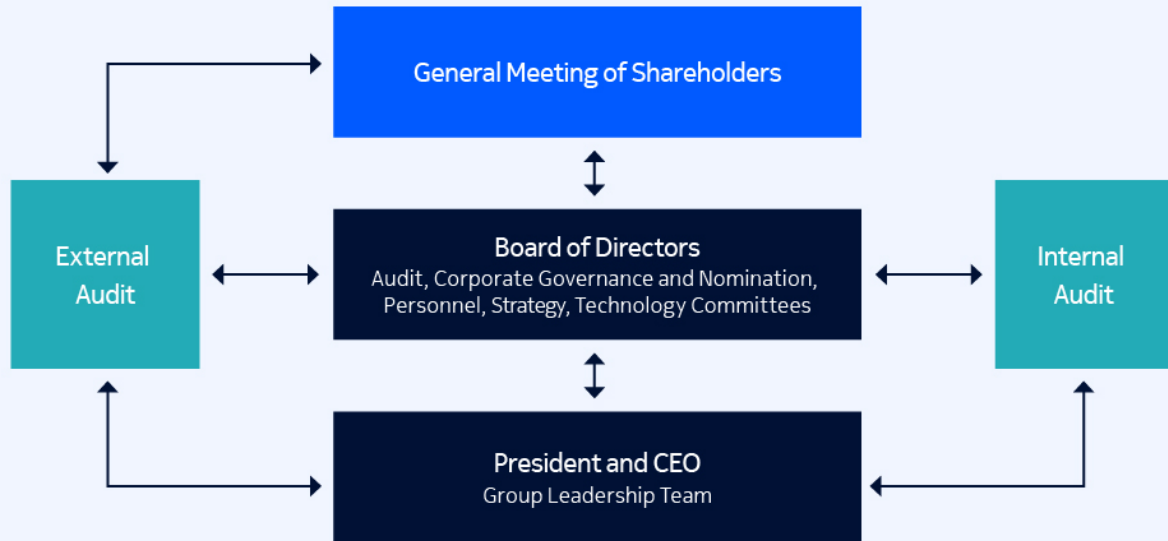 General Meeting of Shareholders
External
Audit
Board of Directors
Audit, Corporate Governance and Nomination,
Personnel, Strategy, Technology Committees
Internal
Audit
President and CEO
Group Leadership Team